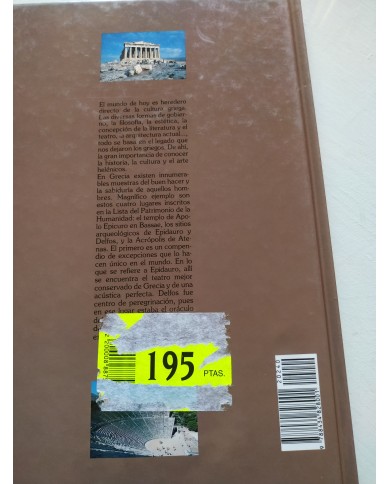 El mundo de hoy es heredero
directo de la cultura griega.
Las diversas formas de gobier-
no, la filosofía, la estética, la
concepción de la literatura y el
teatro, la arquitectura actual...,
todo se basa en el legado que
nos dejaron los griegos. De ahí,
la gran importancia de conocer
la historia, la cultura y el arte
helénicos.
En Grecia existen innumera-
bles muestras del buen hacer y
la sabiduría de aquellos hom-
bres. Magnífico ejemplo son
estos cuatro lugares inscritos
en la Lista del Patrimonio de la
Humanidad: el templo de Apo-
lo Epicuro en Bassae, los sitios
arqueológicos de Epidauro y
Delfos, y la Acrópolis de Ate-
nas. El primero es un compen-
dio de excepciones que lo ha-
cen único en el mundo. En lo
que se refiere a Epidauro, allí
se encuentra el teatro mejor
conservado de Grecia y de una
acústica perfecta. Delfos fue
centro de peregrinación, pues
en ese lugar estaba el oráculo
195 PTAS.
00240